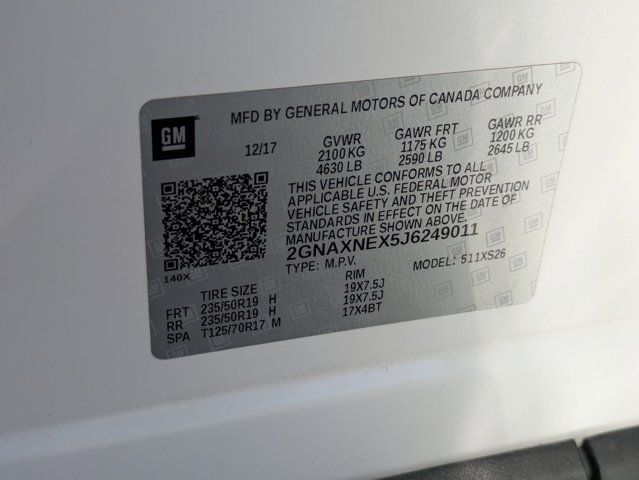 MFD BY GENERAL MOTORS OF CANADA COMPANY
GM
12/17 GVWR GAWR FRT GAWR RR
2100 KG 1175 KG 1200 KG
4630 LB 2590 LB 2645 LB
THIS VEHICLE CONFORMS TO ALL
APPLICABLE U.S. FEDERAL MOTOR
VEHICLE SAFETY AND THEFT PREVENTION
STANDARDS IN EFFECT ON THE DATE OF
MANUFACTURE SHOWN ABOVE.
2GNAXNEX5J6249011
TYPE: M.P.V. MODEL: 511XS26
140X
TIRE SIZE RIM
FRT 235/50R19 H 19X7.5J
RR 235/50R19 H 19X7.5J
SPA T125/70R17 M 17X4BT